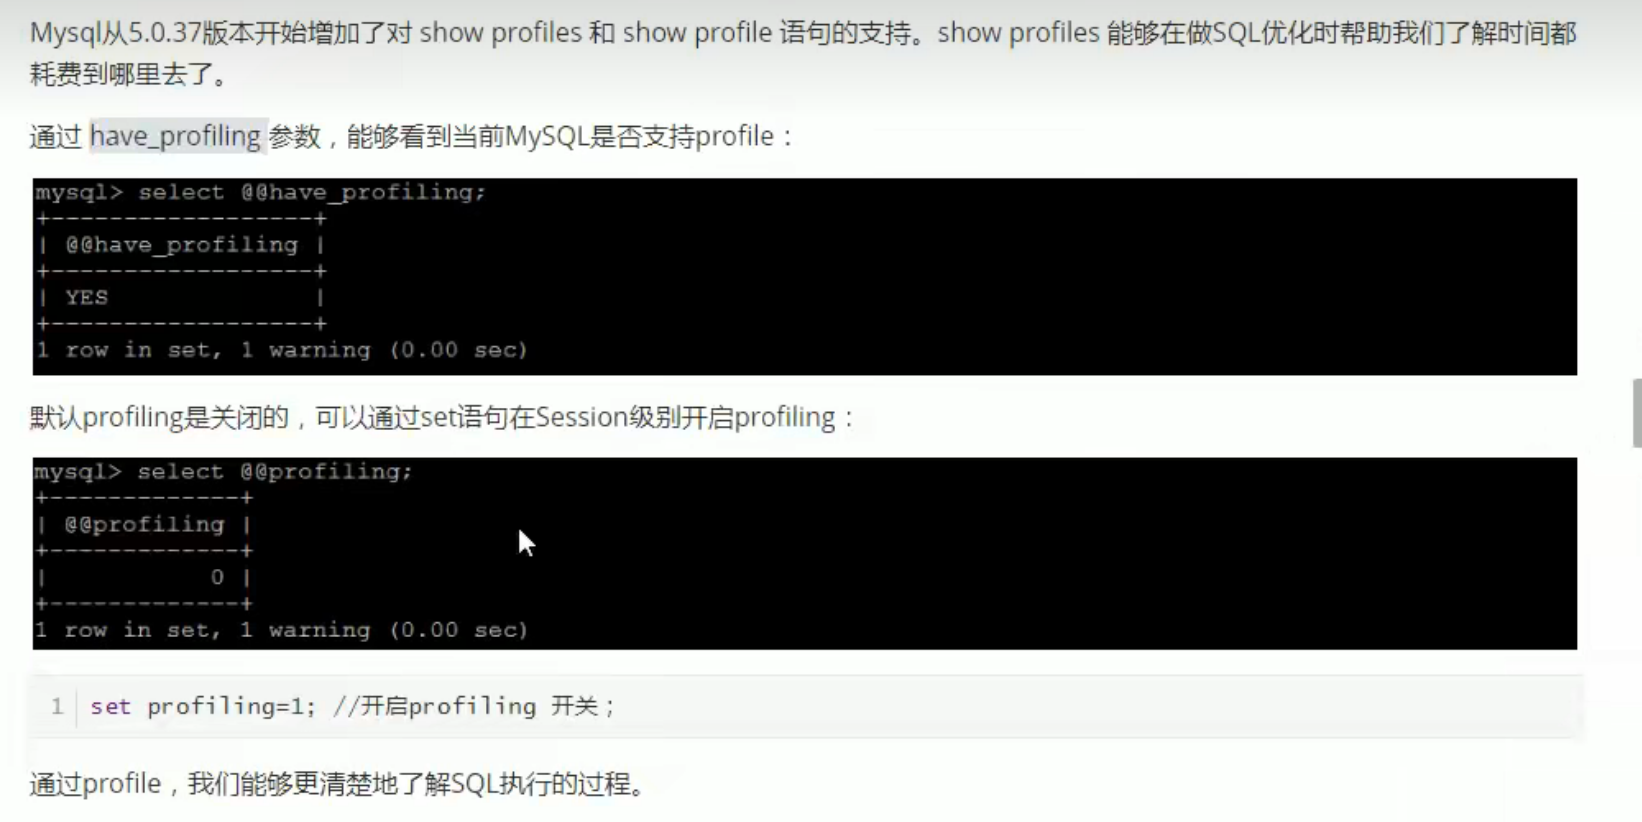 Mysql从5.0.37版本开始增加了对 show profiles 和 show profile 语句的支持。show profiles 能够在做SQL优化时帮助我们了解时间都
耗费到哪里去了。
通过 have_profiling 参数，能够看到当前MySQL是否支持profile：
mysql> select @@have_profiling;
+------------------+
| @@have_profiling |
+------------------+
| YES              |
+------------------+
1 row in set, 1 warning (0.00 sec)
默认profiling是关闭的，可以通过set语句在Session级别开启profiling：
mysql> select @@profiling;
+-------------+
| @@profiling |
+-------------+
|           0 |
+-------------+
1 row in set, 1 warning (0.00 sec)
1 set profiling=1; //开启profiling 开关；
通过profile，我们能够更清楚地了解SQL执行的过程。